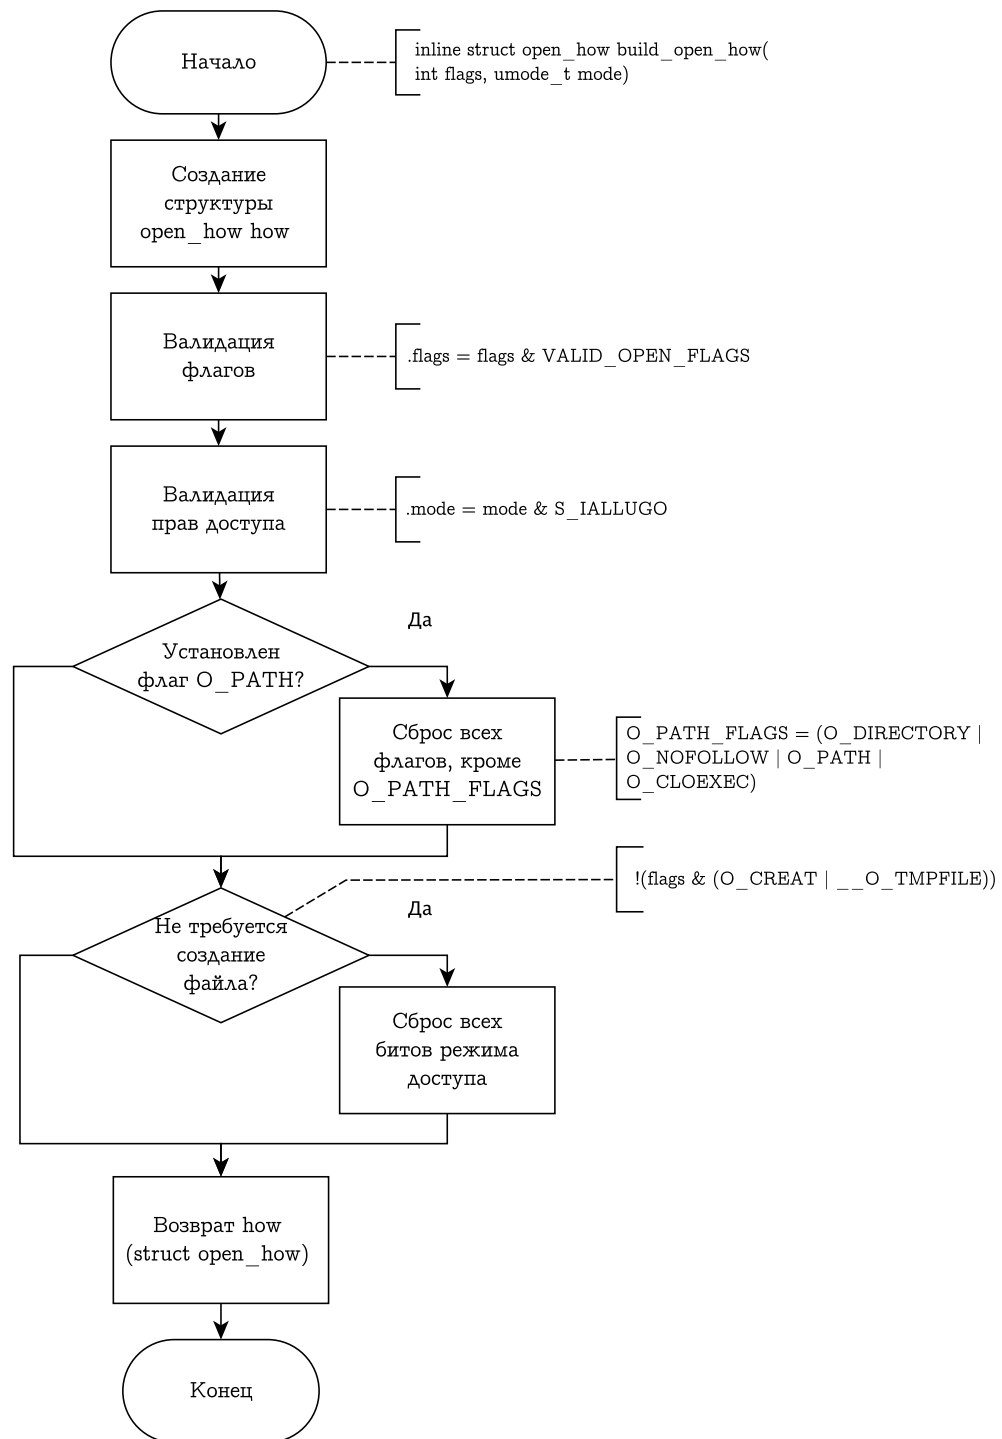 Начало
inline struct open_how build_open_how(
int flags, umode_t mode)
Создание
структуры
open_how how
Валидация
флагов
.flags = flags & VALID_OPEN_FLAGS
Валидация
прав доступа
.mode = mode & S_IALLUGO
Да
Установлен
флаг O_PATH?
Сброс всех
флагов, кроме
O_PATH_FLAGS
O_PATH_FLAGS = (O_DIRECTORY |
O_NOFOLLOW | O_PATH |
O_CLOEXEC)
!(flags & (O_CREAT | __O_TMPFILE))
Да
Не требуется
создание
файла?
Сброс всех
битов режима
доступа
Возврат how
(struct open_how)
Конец